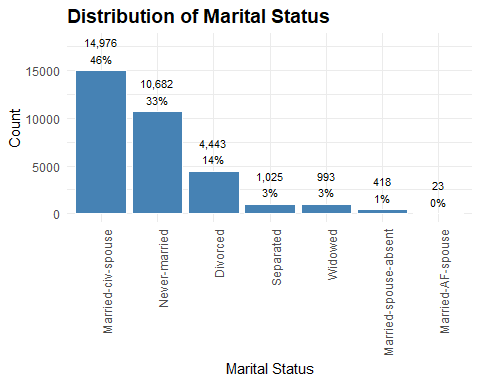 Distribution of Marital Status
14,976
46%
10,682
33%
4,443
14%
1,025
3%
993
3%
418
1%
23
0%
15000
10000
5000
0
Count
Married-civ-spouse
Never-married
Divorced
Separated
Widowed
Married-spouse-absent
Married-AF-spouse
Marital Status